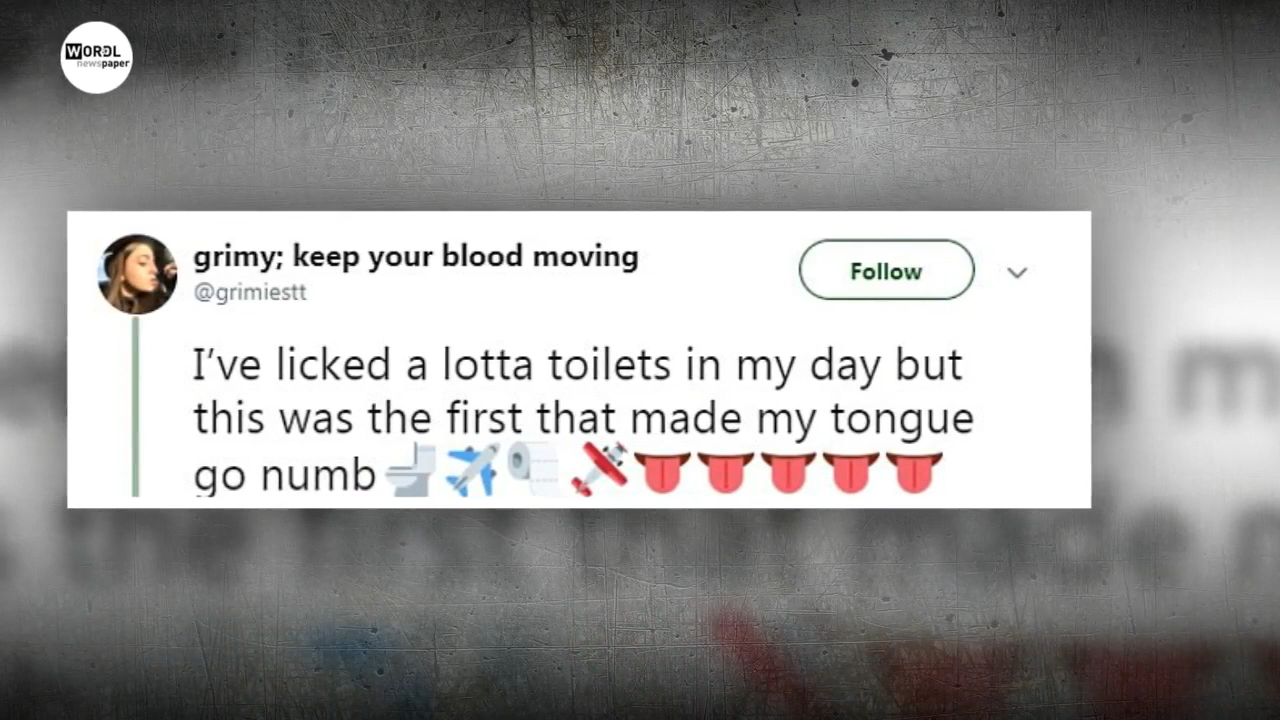 WORDL
newspaper
grimy; keep your blood moving
@grimiestt
Follow
I've licked a lotta toilets in my day but
this was the first that made my tongue
go numb 🚽✈️🧻🛩️👅👅👅👅👅